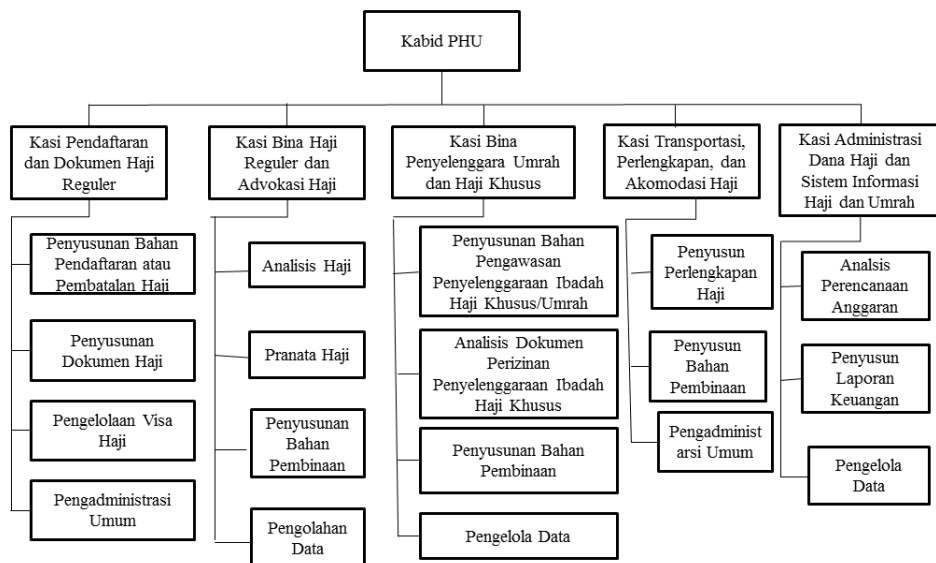 Kabid PHU
Kasi Pendaftaran
dan Dokumen Haji
Reguler
Kasi Bina Haji
Reguler dan
Advokasi Haji
Kasi Bina
Penyelenggara Umrah
dan Haji Khusus
Kasi Transportasi,
Perlengkapan, dan
Akomodasi Haji
Kasi Administrasi
Dana Haji dan
Sistem Informasi
Haji dan Umrah
Penyusunan Bahan
Pendaftaran atau
Pembatalan Haji
Penyusunan
Dokumen Haji
Pengelolaan Visa
Haji
Pengadministrasi
Umum
Analisis Haji
Pranata Haji
Penyusunan
Bahan
Pembinaan
Pengolahan
Data
Penyusunan Bahan
Pengawasan
Penyelenggaraan Ibadah
Haji Khusus/Umrah
Analisis Dokumen
Perizinan
Penyelenggaraan Ibadah
Haji Khusus
Penyusunan Bahan
Pembinaan
Pengelola Data
Penyusun
Perlengkapan
Haji
Penyusun
Bahan
Pembinaan
Pengadminist
arsi Umum
Analsis
Perencanaan
Anggaran
Penyusun
Laporan
Keuangan
Pengelola
Data